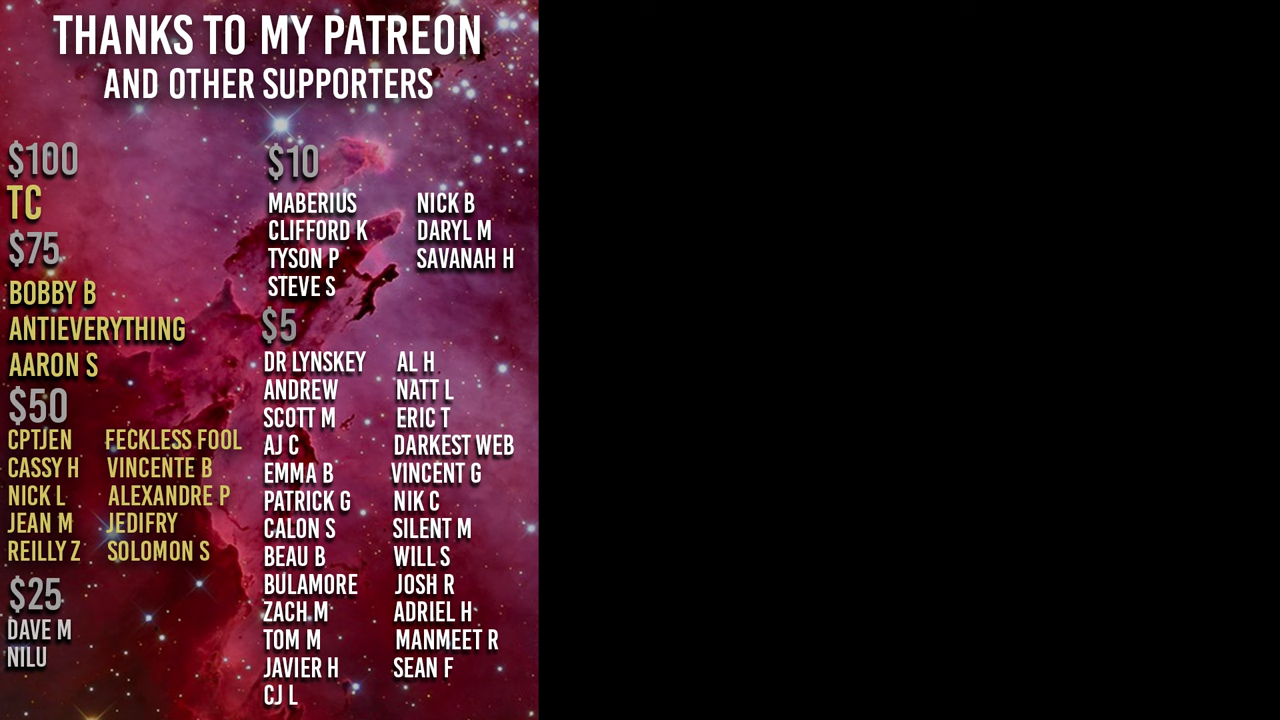 THANKS TO MY PATREON
AND OTHER SUPPORTERS
$100
TC
$75
BOBBY B
ANTIEVERYTHING
AARON S
$50
CPTJEN FECKLESS FOOL
CASSY H VINCENTE B
NICK L ALEXANDRE P
JEAN M JEDIFRY
REILLY Z SOLOMON S
$25
DAVE M
NILU
$10
MABERIUS NICK B
CLIFFORD K DARYL M
TYSON P SAVANAH H
STEVE S
$5
DR LYNSKEY AL H
ANDREW NATT L
SCOTT M ERIC T
AJ C DARKEST WEB
EMMA B VINCENT G
PATRICK G NIK C
CALON S SILENT M
BEAU B WILL S
BULAMORE JOSH R
ZACH M ADRIEL H
TOM M MANMEET R
JAVIER H SEAN F
CJ L